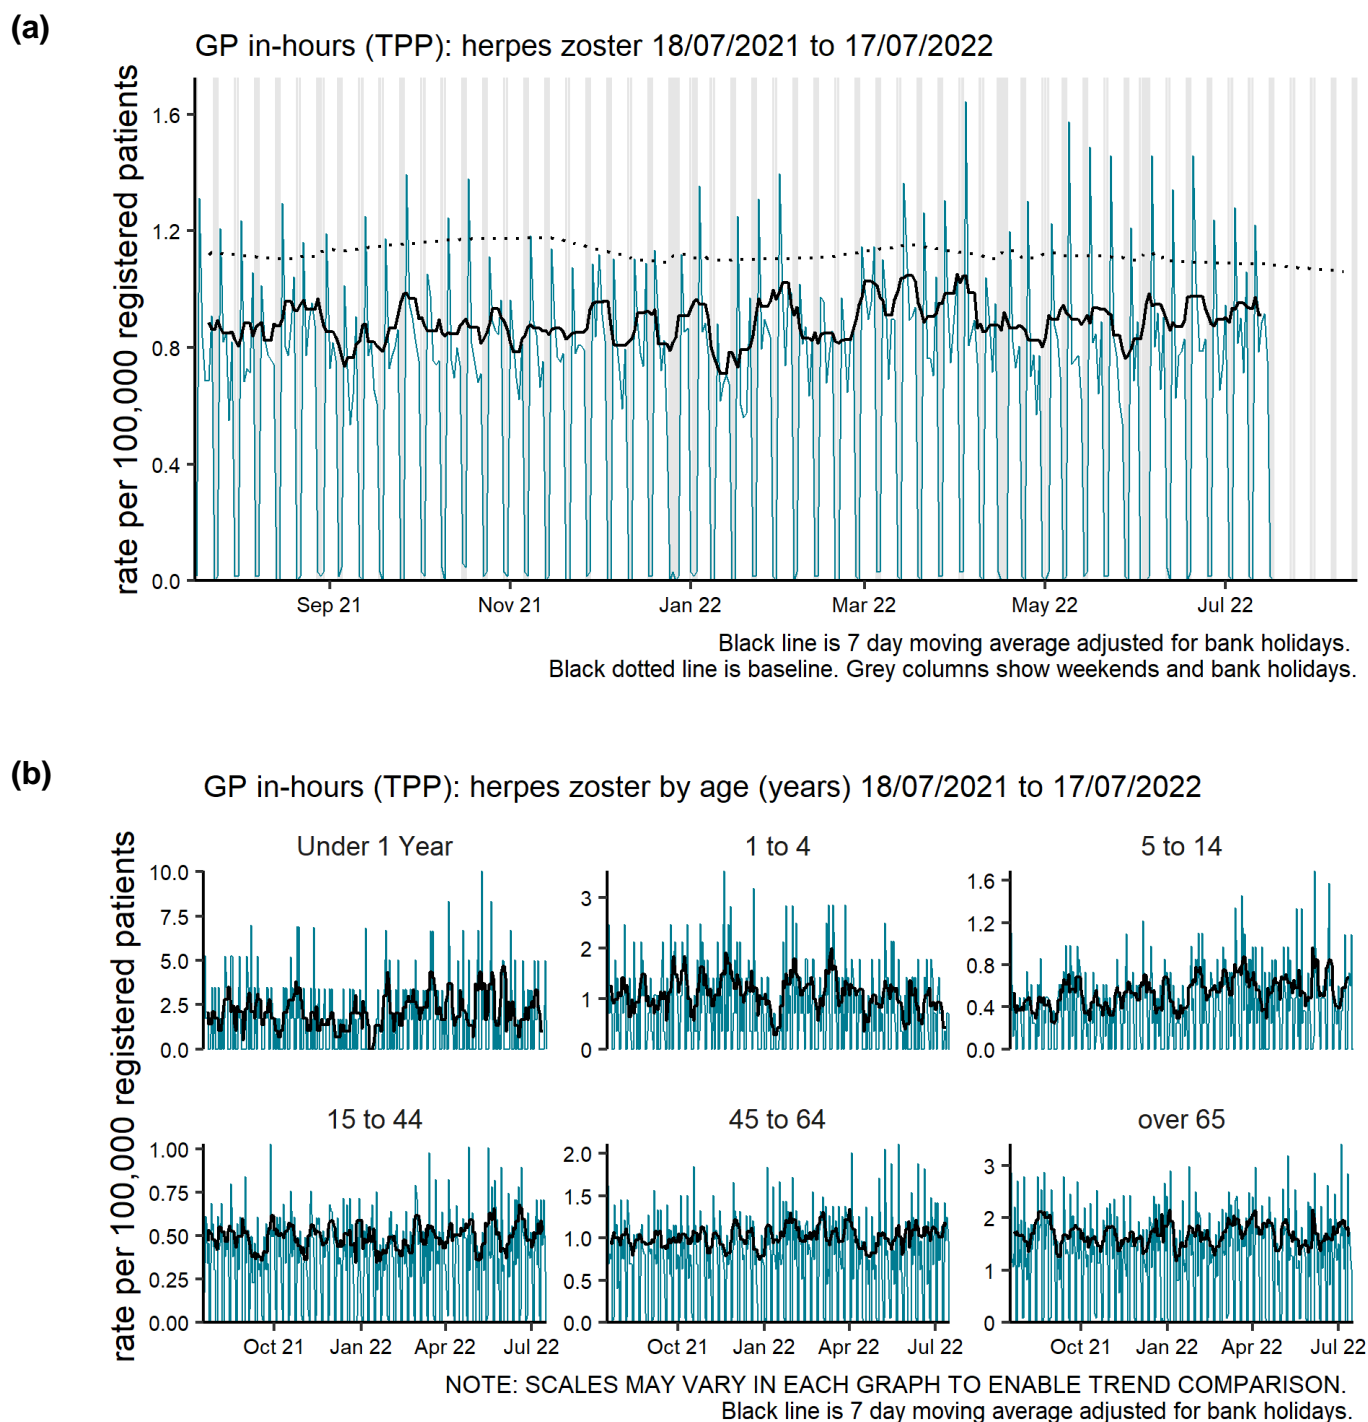 (a)
GP in-hours (TPP): herpes zoster 18/07/2021 to 17/07/2022
rate per 100,000 registered patients
1.6
1.2
0.8
0.4
0.0
Sep 21 Nov 21 Jan 22 Mar 22 May 22 Jul 22
Black line is 7 day moving average adjusted for bank holidays.
Black dotted line is baseline. Grey columns show weekends and bank holidays.
(b)
GP in-hours (TPP): herpes zoster by age (years) 18/07/2021 to 17/07/2022
rate per 100,000 registered patients
Under 1 Year
10.0
7.5
5.0
2.5
0.0
1 to 4
3
2
1
0
5 to 14
1.6
1.2
0.8
0.4
0.0
15 to 44
1.00
0.75
0.50
0.25
0.00
Oct 21 Jan 22 Apr 22 Jul 22
45 to 64
2.0
1.5
1.0
0.5
0.0
Oct 21 Jan 22 Apr 22 Jul 22
over 65
3
2
1
0
Oct 21 Jan 22 Apr 22 Jul 22
NOTE: SCALES MAY VARY IN EACH GRAPH TO ENABLE TREND COMPARISON.
Black line is 7 day moving average adjusted for bank holidays.